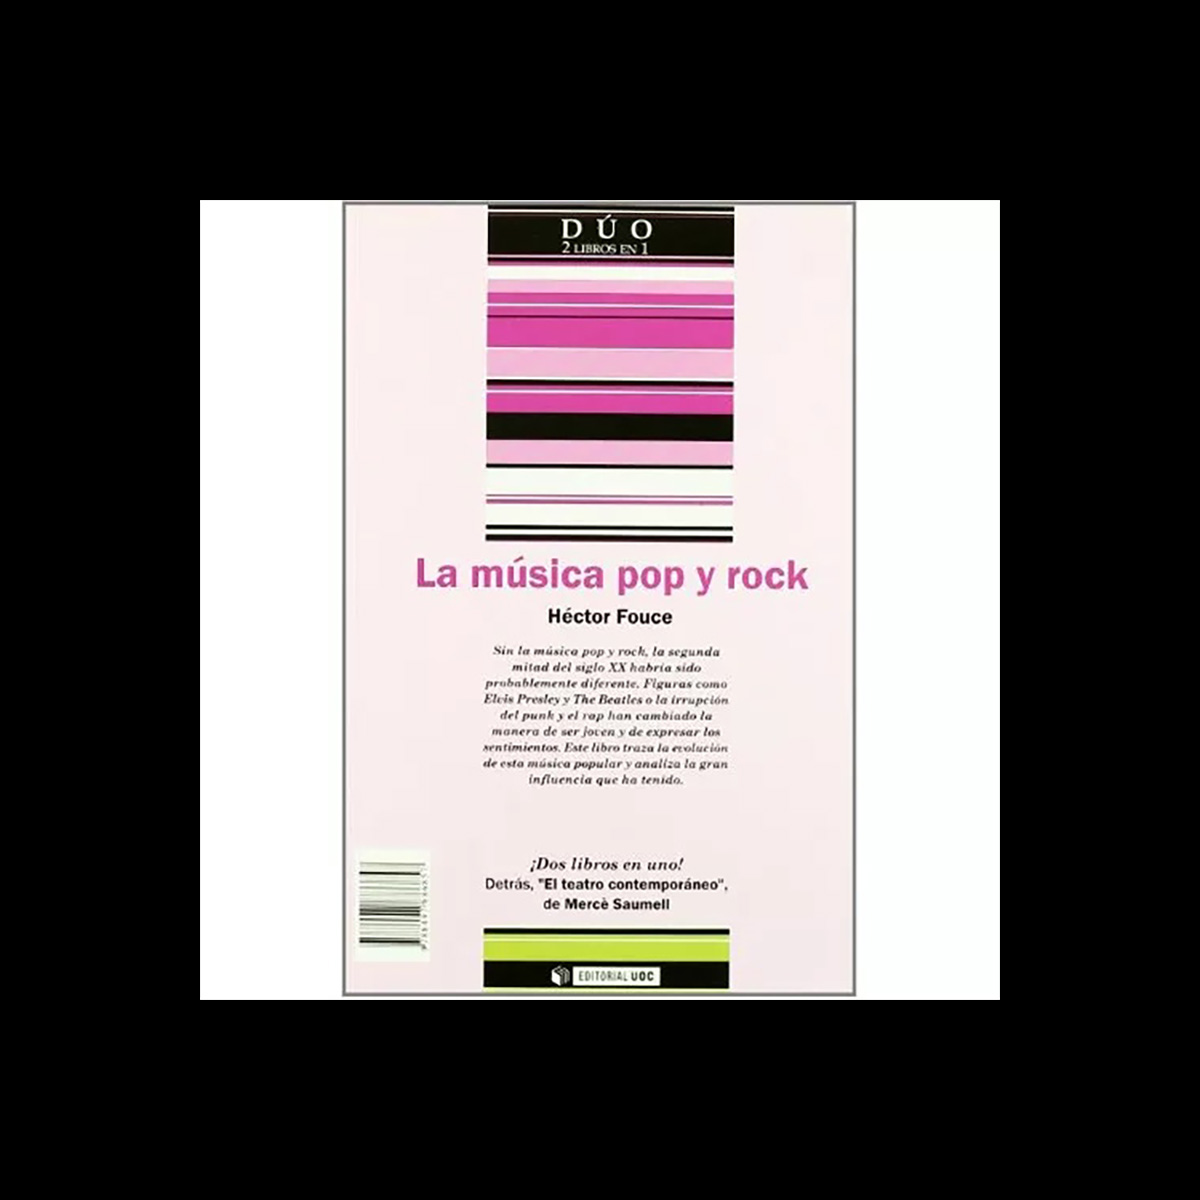 DÚO
2 LIBROS EN 1
La música pop y rock
Héctor Fouce
Sin la música pop y rock, la segunda
mitad del siglo XX habría sido
probablemente diferente. Figuras como
Elvis Presley y The Beatles o la irrupción
del punk y el rap han cambiado la
manera de ser joven y de expresar los
sentimientos. Este libro traza la evolución
de esta música popular y analiza la gran
influencia que ha tenido.
¡Dos libros en uno!
Detrás, "El teatro contemporáneo",
de Mercè Saumell
EDITORIAL UOC